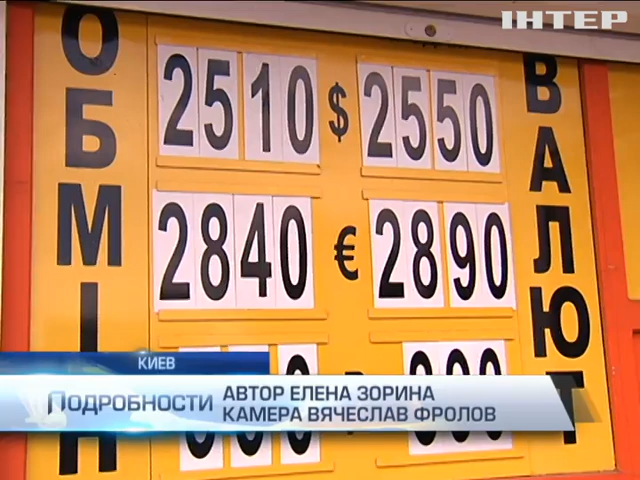 ІНТЕР
ОБМІН
ВАЛЮТ
2510 $ 2550
2840 € 2890
КИЕВ
ПОДРОБНОСТИ
АВТОР ЕЛЕНА ЗОРИНА
КАМЕРА ВЯЧЕСЛАВ ФРОЛОВ